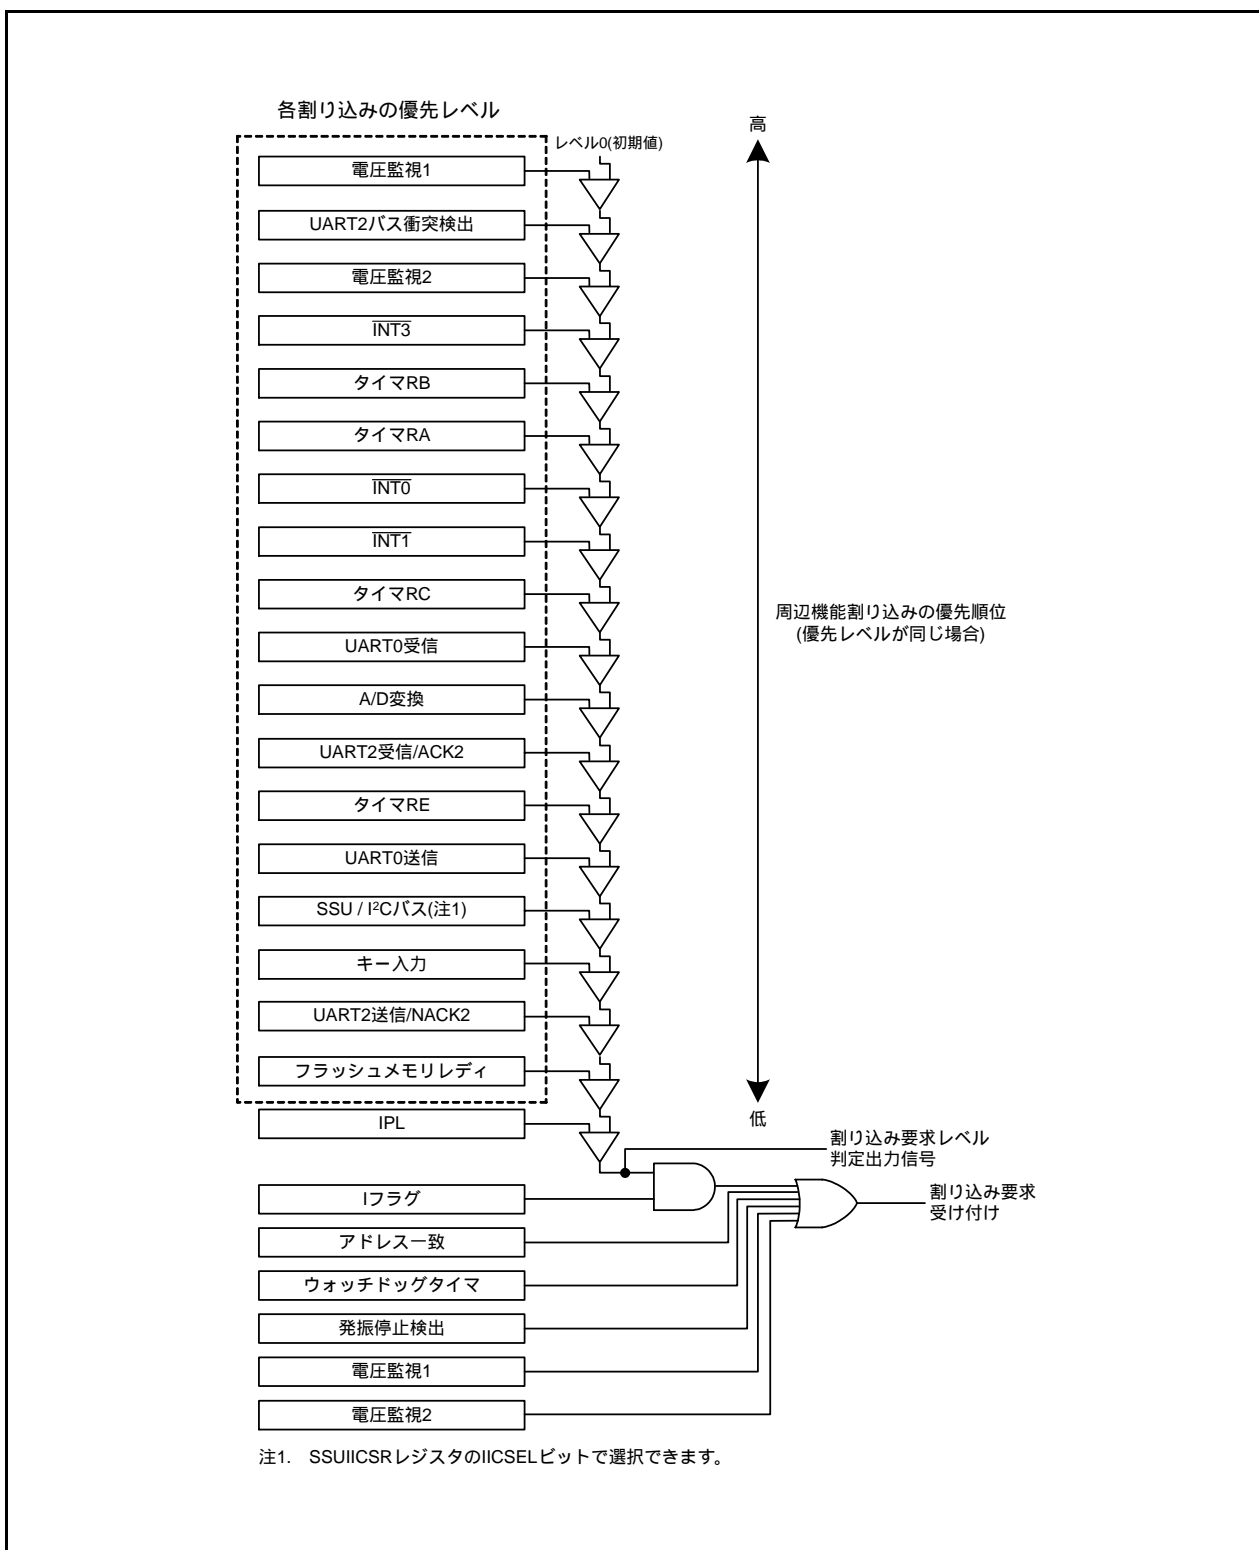 各割り込みの優先レベル
レベル0(初期値)
高
電圧監視1
UART2バス衝突検出
電圧監視2
INT3
タイマRB
タイマRA
INT0
INT1
タイマRC
周辺機能割り込みの優先順位
(優先レベルが同じ場合)
UART0受信
A/D変換
UART2受信/ACK2
タイマRE
UART0送信
SSU / I²Cバス(注1)
キー入力
UART2送信/NACK2
フラッシュメモリレディ
低
IPL
割り込み要求レベル
判定出力信号
Iフラグ
割り込み要求
受け付け
アドレス一致
ウォッチドッグタイマ
発振停止検出
電圧監視1
電圧監視2
注1. SSUIICSRレジスタのIICSELビットで選択できます。